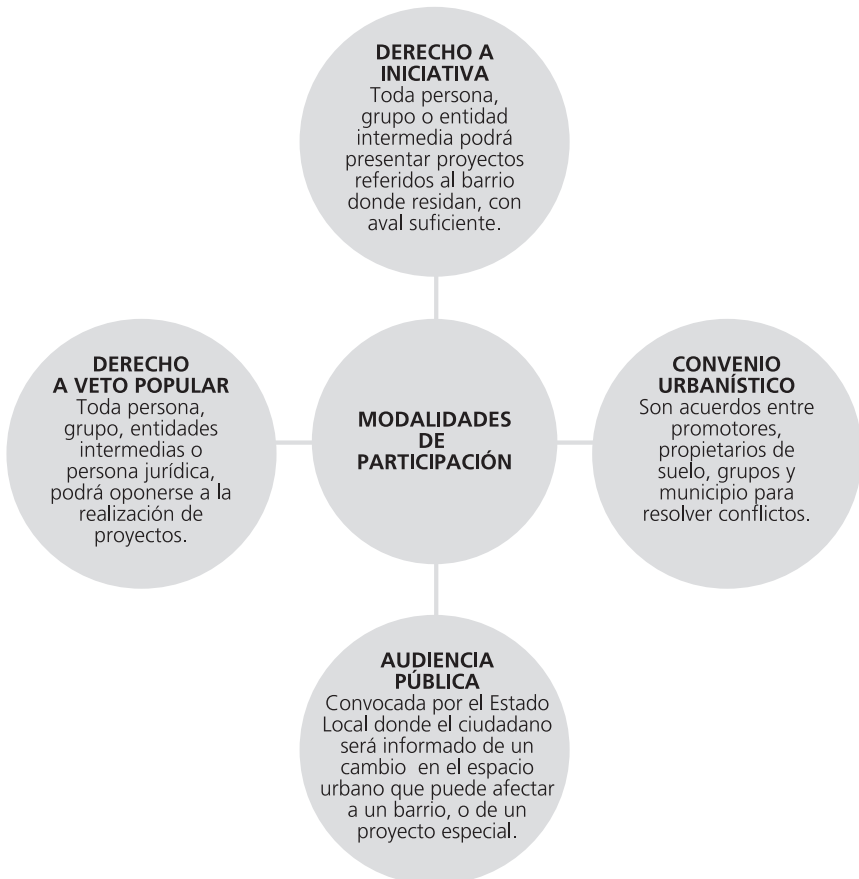 DERECHO A
INICIATIVA
Toda persona,
grupo o entidad
intermedia podrá
presentar proyectos
referidos al barrio
donde residan, con
aval suficiente.
DERECHO
A VETO POPULAR
Toda persona,
grupo, entidades
intermedias o
persona jurídica,
podrá oponerse a la
realización de
proyectos.
MODALIDADES
DE
PARTICIPACIÓN
CONVENIO
URBANÍSTICO
Son acuerdos entre
promotores,
propietarios de
suelo, grupos y
municipio para
resolver conflictos.
AUDIENCIA
PÚBLICA
Convocada por el Estado
Local donde el ciudadano
será informado de un
cambio en el espacio
urbano que puede afectar
a un barrio, o de un
proyecto especial.